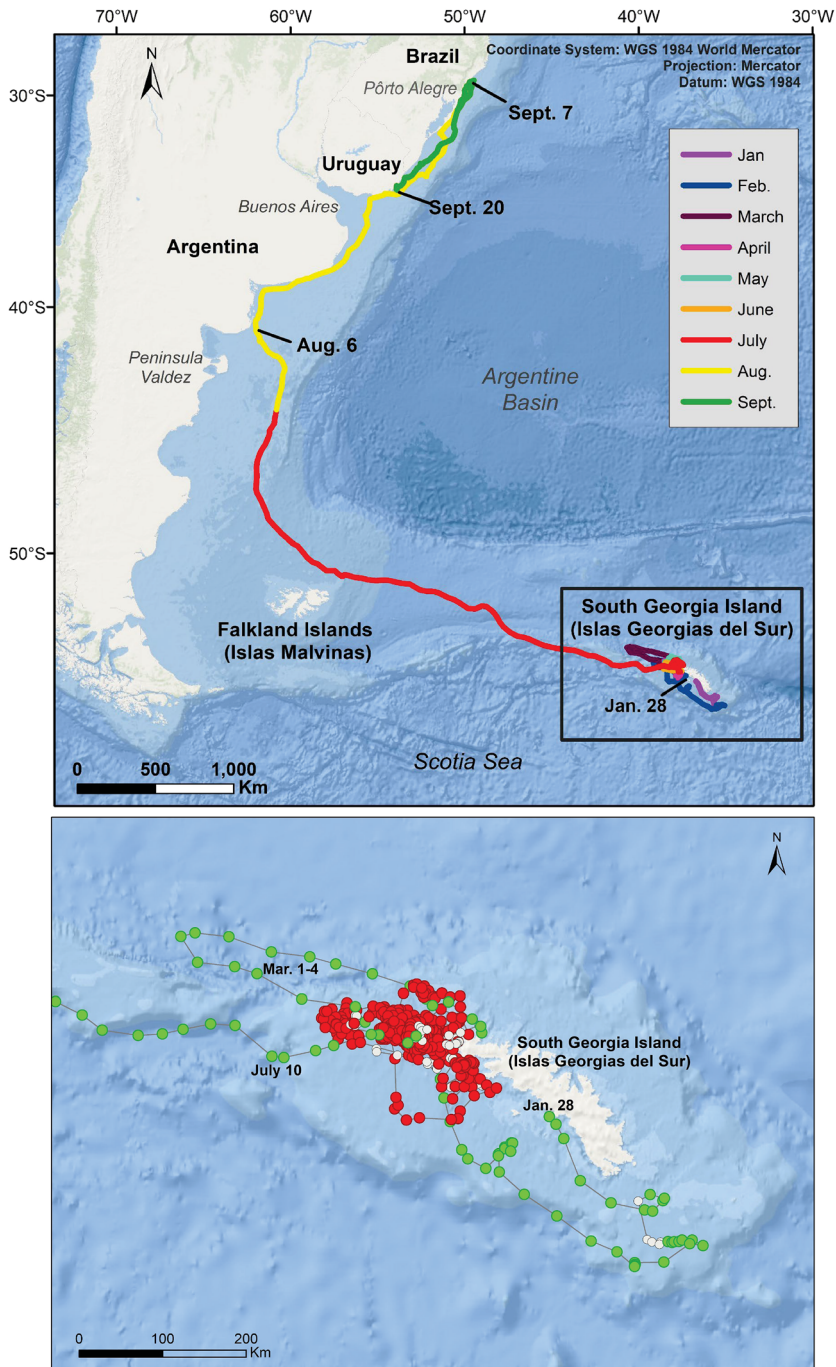 70°W
60°W
50°W
40°W
30°W
N
Brazil
Coordinate System: WGS 1984 World Mercator
Projection: Mercator
Datum: WGS 1984
Pôrto Alegre
30°S
Sept. 7
Uruguay
Jan
Feb.
March
April
May
June
July
Aug.
Sept.
Buenos Aires
Sept. 20
Argentina
40°S
Aug. 6
Peninsula
Valdez
Argentine
Basin
50°S
Falkland Islands
(Islas Malvinas)
South Georgia Island
(Islas Georgias del Sur)
Jan. 28
Scotia Sea
0 500 1,000
Km
N
Mar. 1-4
South Georgia Island
(Islas Georgias del Sur)
July 10
Jan. 28
0 100 200
Km